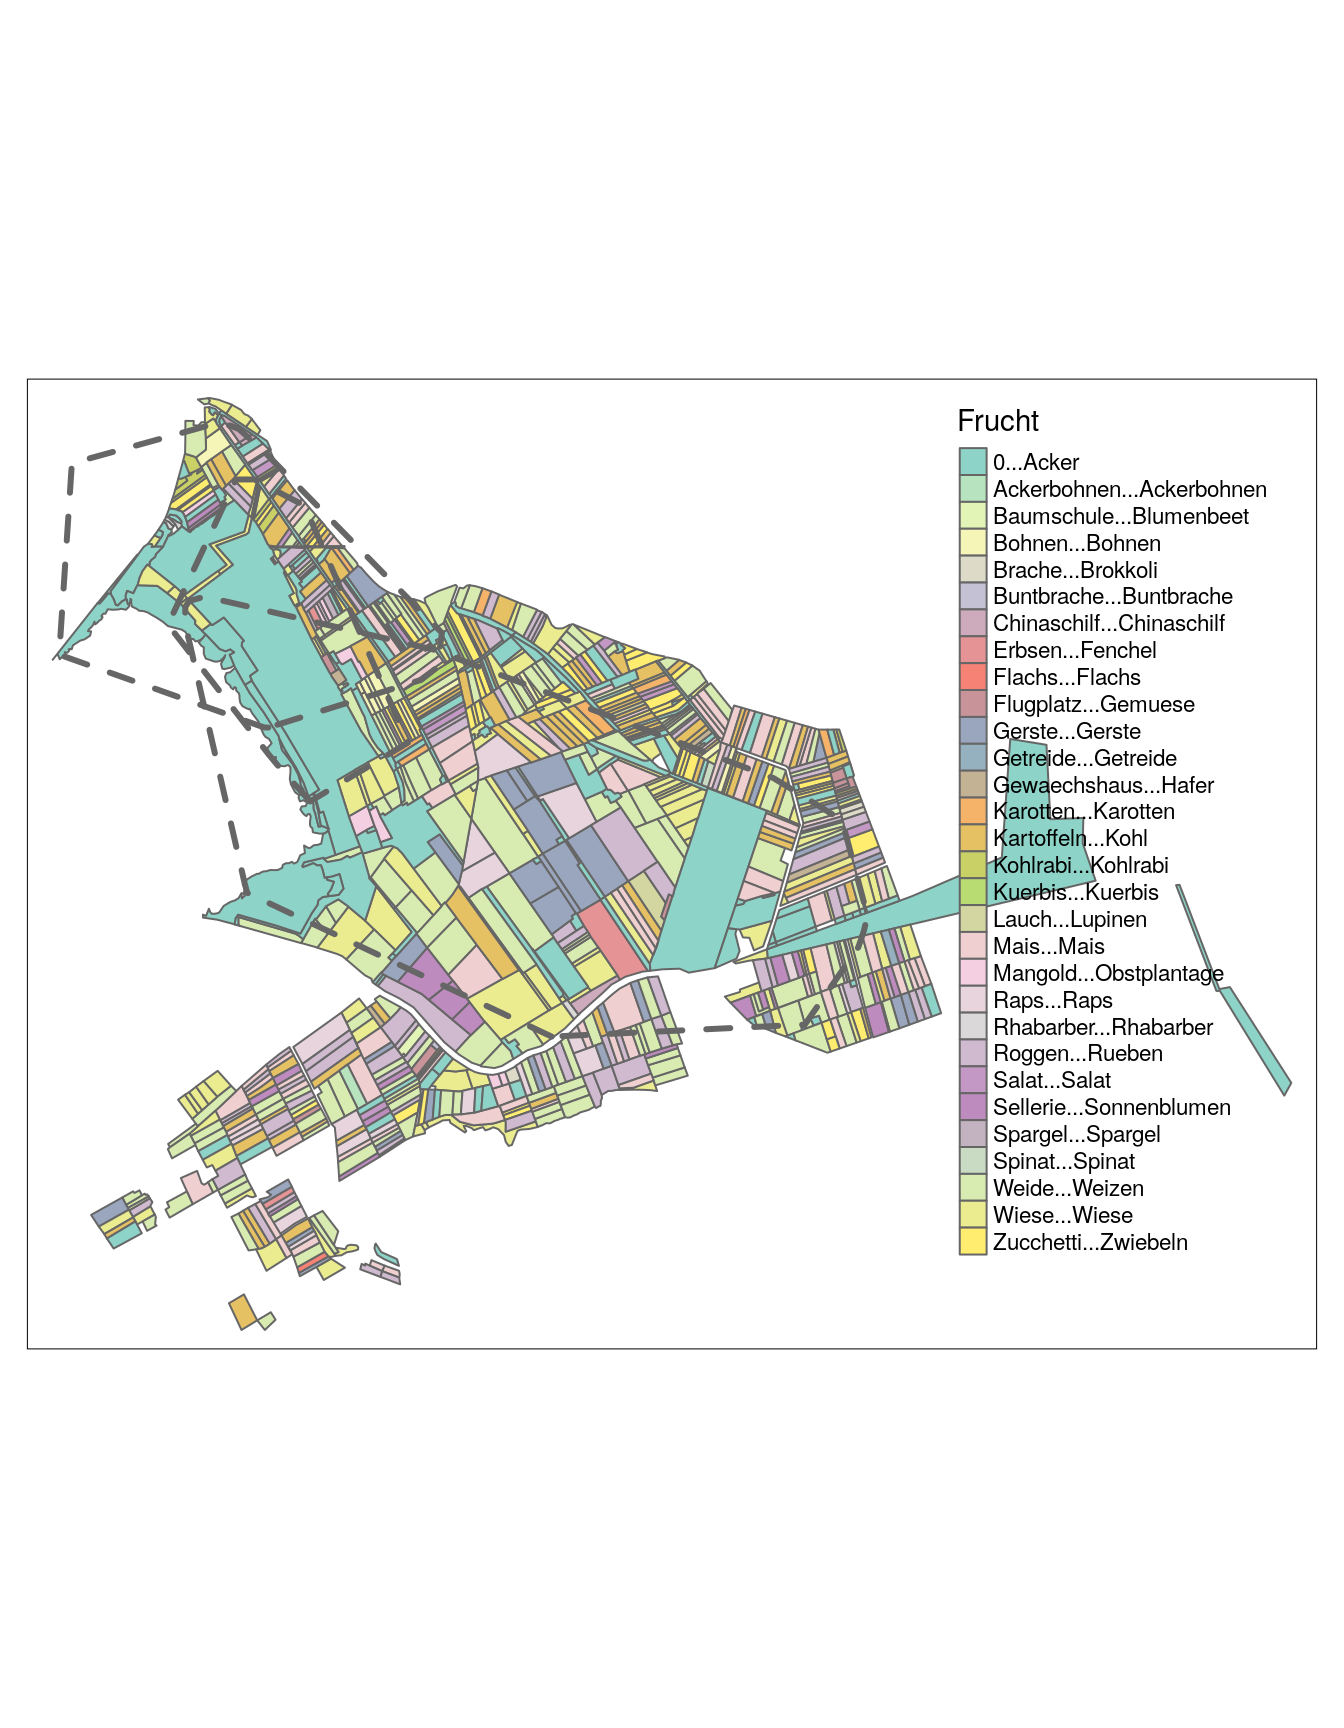 Frucht
0...Acker
Ackerbohnen...Ackerbohnen
Baumschule...Blumenbeet
Bohnen...Bohnen
Brache...Brokkoli
Buntbrache...Buntbrache
Chinaschilf...Chinaschilf
Erbsen...Fenchel
Flachs...Flachs
Flugplatz...Gemuese
Gerste...Gerste
Getreide...Getreide
Gewaechshaus...Hafer
Karotten...Karotten
Kartoffeln...Kohl
Kohlrabi...Kohlrabi
Kuerbis...Kuerbis
Lauch...Lupinen
Mais...Mais
Mangold...Obstplantage
Raps...Raps
Rhabarber...Rhabarber
Roggen...Rueben
Salat...Salat
Sellerie...Sonnenblumen
Spargel...Spargel
Spinat...Spinat
Weide...Weizen
Wiese...Wiese
Zucchetti...Zwiebeln